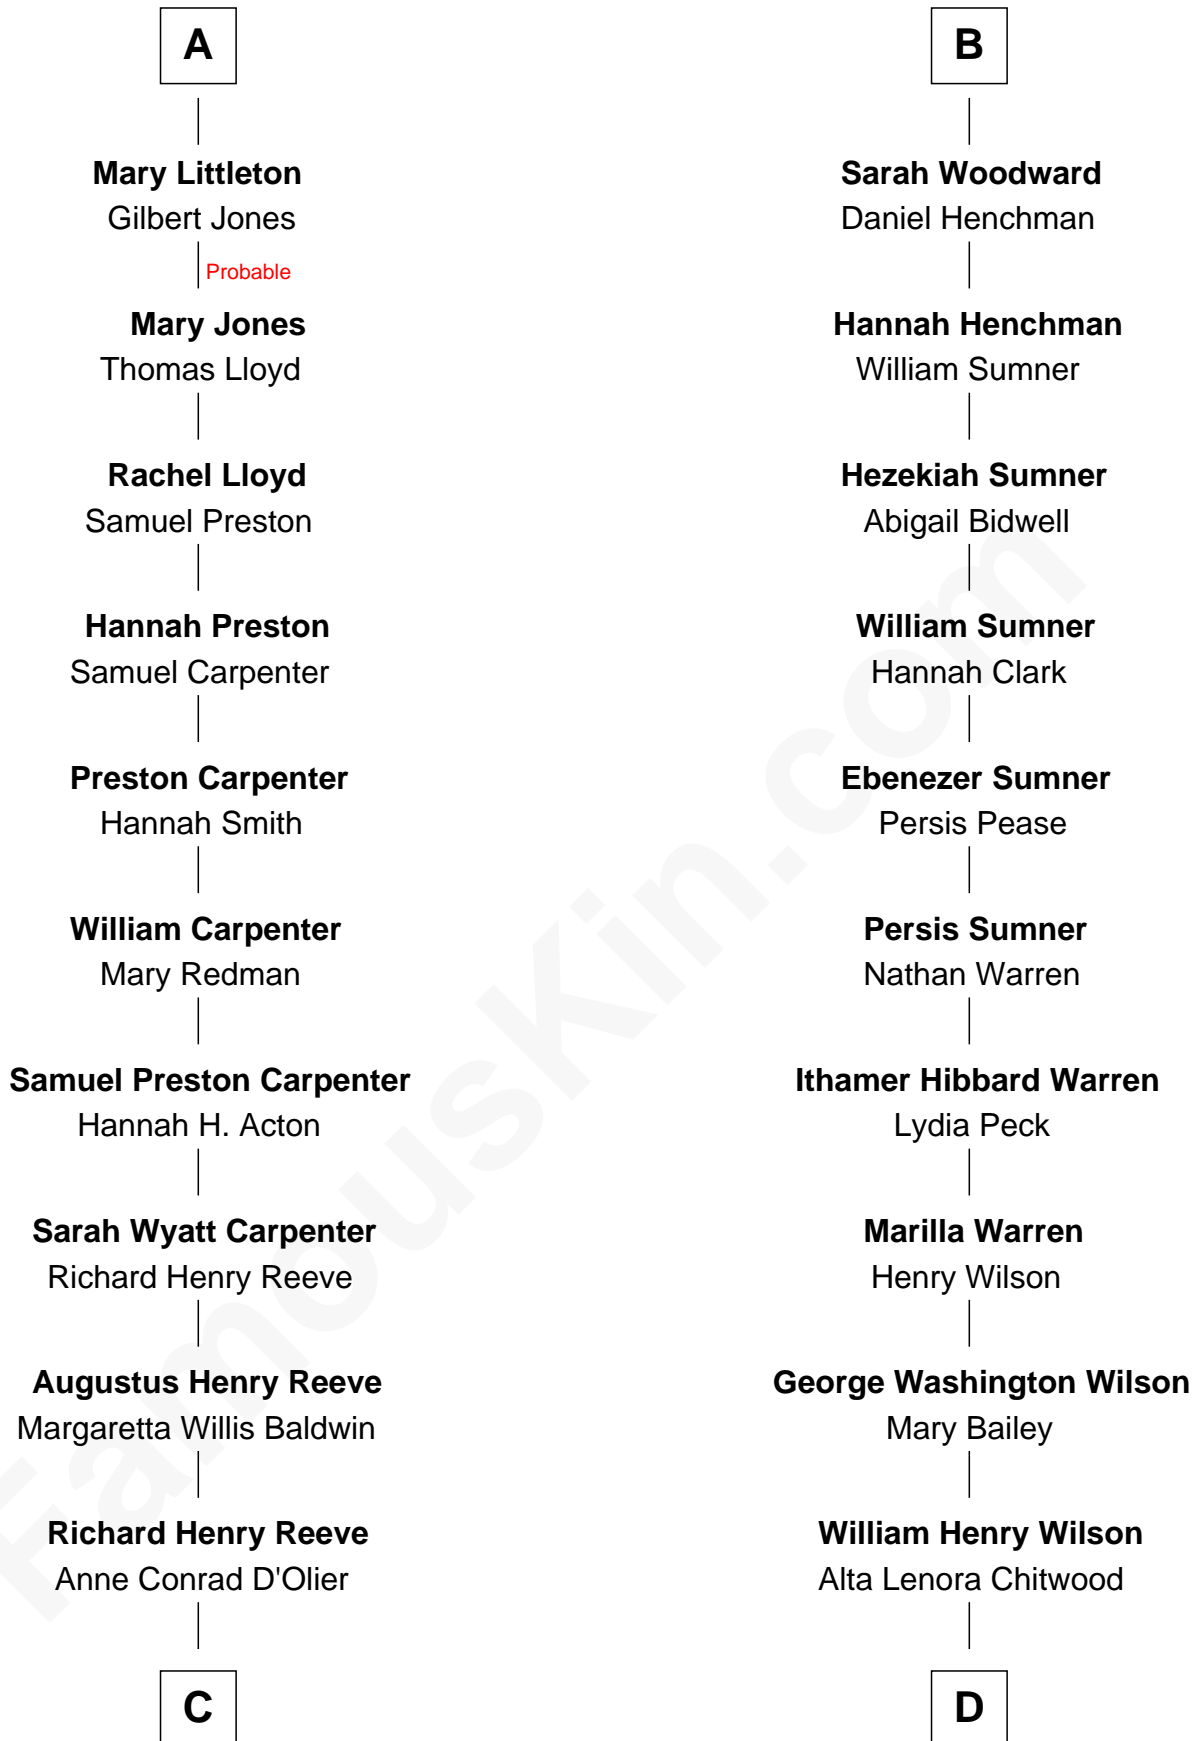 A
Mary Littleton
Gilbert Jones
Probable
Mary Jones
Thomas Lloyd
Rachel Lloyd
Samuel Preston
Hannah Preston
Samuel Carpenter
Preston Carpenter
Hannah Smith
William Carpenter
Mary Redman
Samuel Preston Carpenter
Hannah H. Acton
Sarah Wyatt Carpenter
Richard Henry Reeve
Augustus Henry Reeve
Margaretta Willis Baldwin
Richard Henry Reeve
Anne Conrad D'Olier
C
B
Sarah Woodward
Daniel Henchman
Hannah Henchman
William Sumner
Hezekiah Sumner
Abigail Bidwell
William Sumner
Hannah Clark
Ebenezer Sumner
Persis Pease
Persis Sumner
Nathan Warren
Ithamer Hibbard Warren
Lydia Peck
Marilla Warren
Henry Wilson
George Washington Wilson
Mary Bailey
William Henry Wilson
Alta Lenora Chitwood
D
FamousKin.com